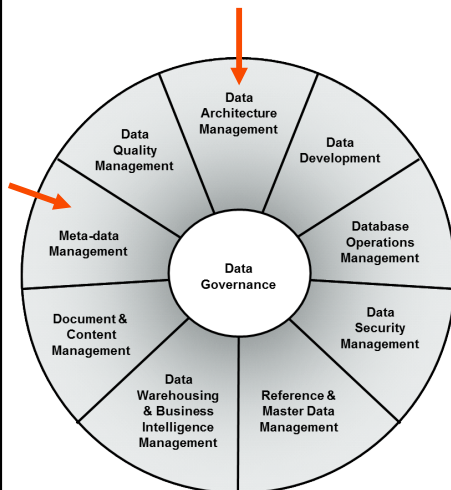 Data
Architecture
Management
Data
Development
Database
Operations
Management
Data
Security
Management
Reference &
Master Data
Management
Data
Warehousing
& Business
Intelligence
Management
Document &
Content
Management
Meta-data
Management
Data
Quality
Management
Data
Governance